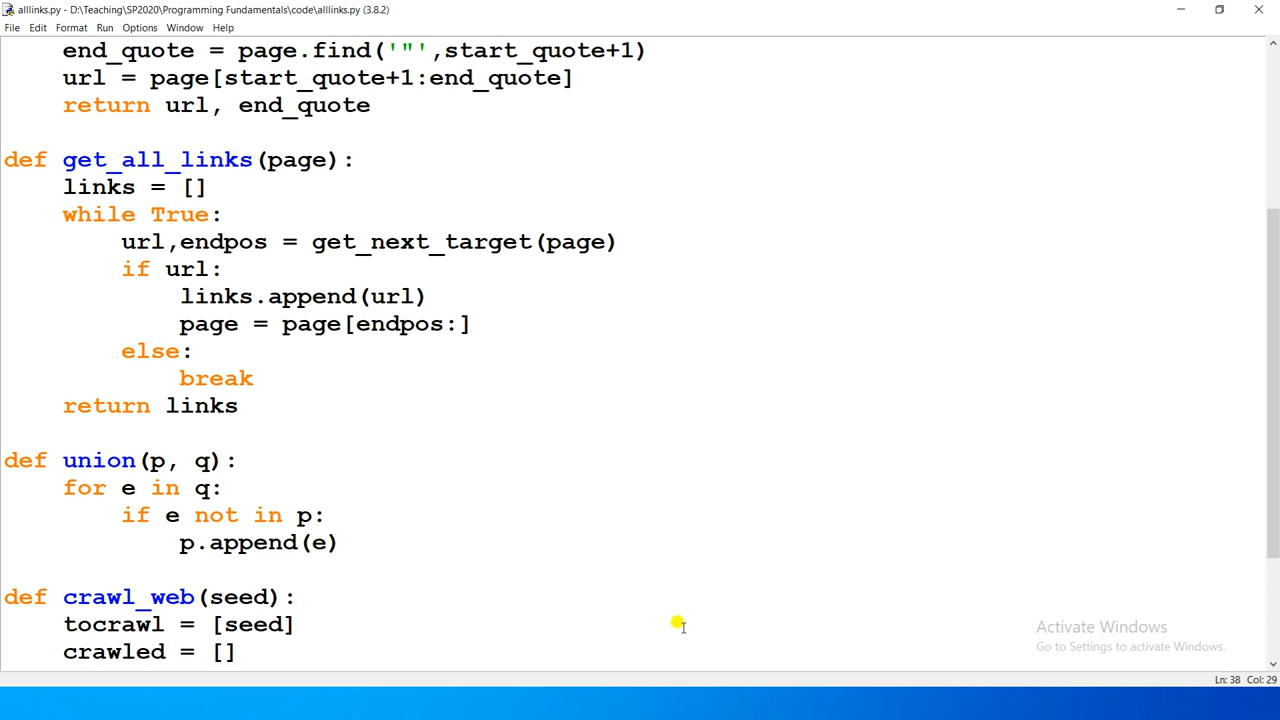 alllinks.py - D:\Teaching\SP2020\Programming Fundamentals\code\alllinks.py (3.8.2)
File Edit Format Run Options Window Help
    end_quote = page.find('"',start_quote+1)
    url = page[start_quote+1:end_quote]
    return url, end_quote

def get_all_links(page):
    links = []
    while True:
        url,endpos = get_next_target(page)
        if url:
            links.append(url)
            page = page[endpos:]
        else:
            break
    return links

def union(p, q):
    for e in q:
        if e not in p:
            p.append(e)

def crawl_web(seed):
    tocrawl = [seed]
    crawled = []
Activate Windows
Go to Settings to activate Windows.
Ln: 38 Col: 29